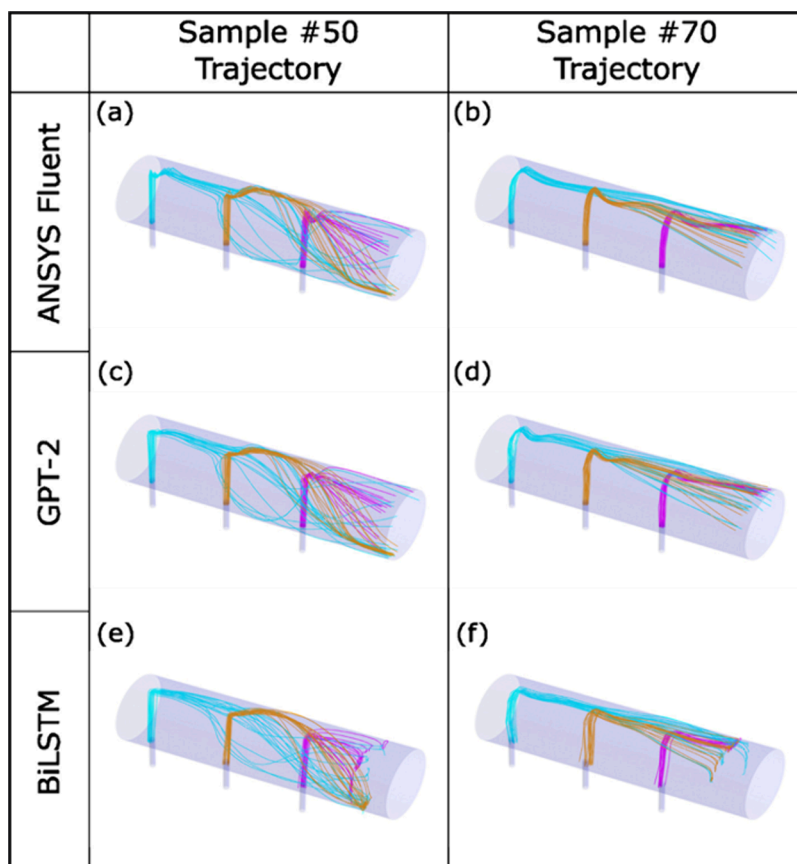 Sample #50
Trajectory
Sample #70
Trajectory
ANSYS Fluent
(a)
(b)
GPT-2
(c)
(d)
BiLSTM
(e)
(f)